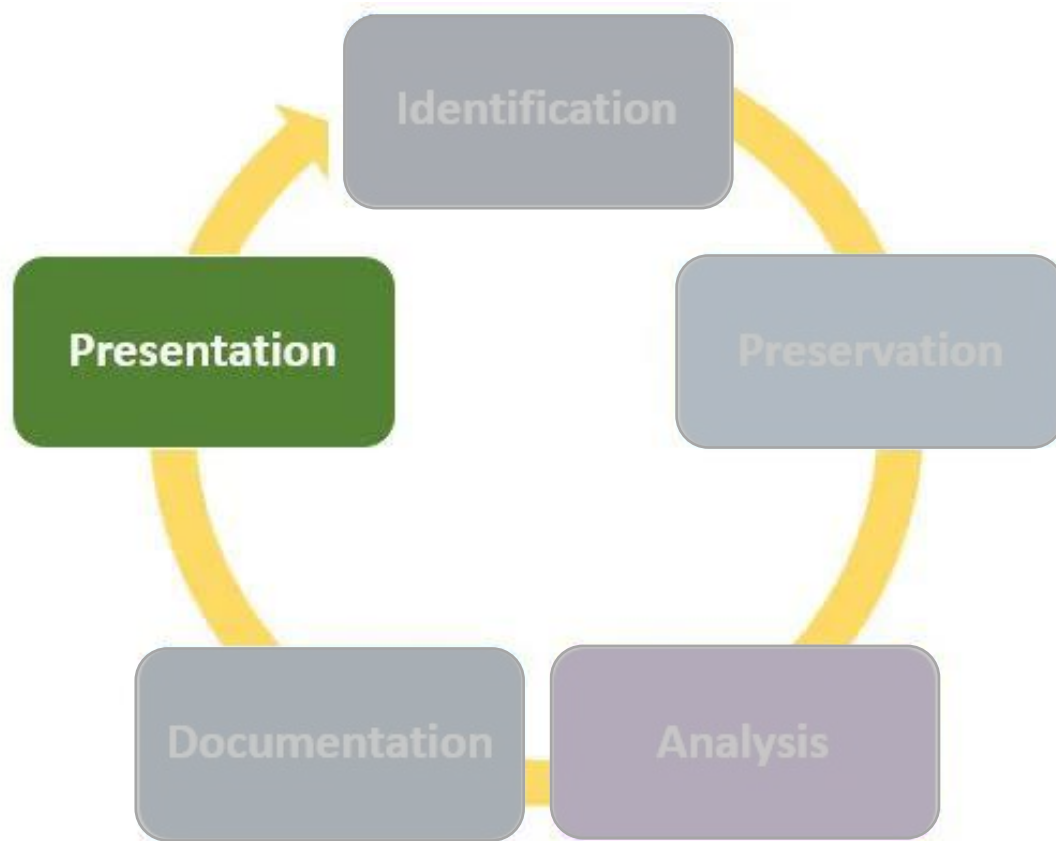 Identification
Preservation
Analysis
Documentation
Presentation